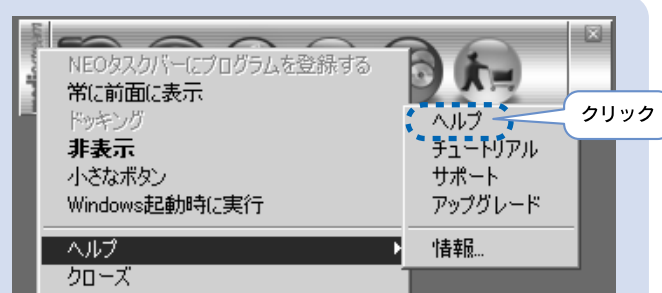 NEOタスクバーにプログラムを登録する
常に前面に表示
ドッキング
非表示
小さなボタン
Windows起動時に実行
ヘルプ
クローズ
ヘルプ
チュートリアル
サポート
アップグレード
情報...
クリック